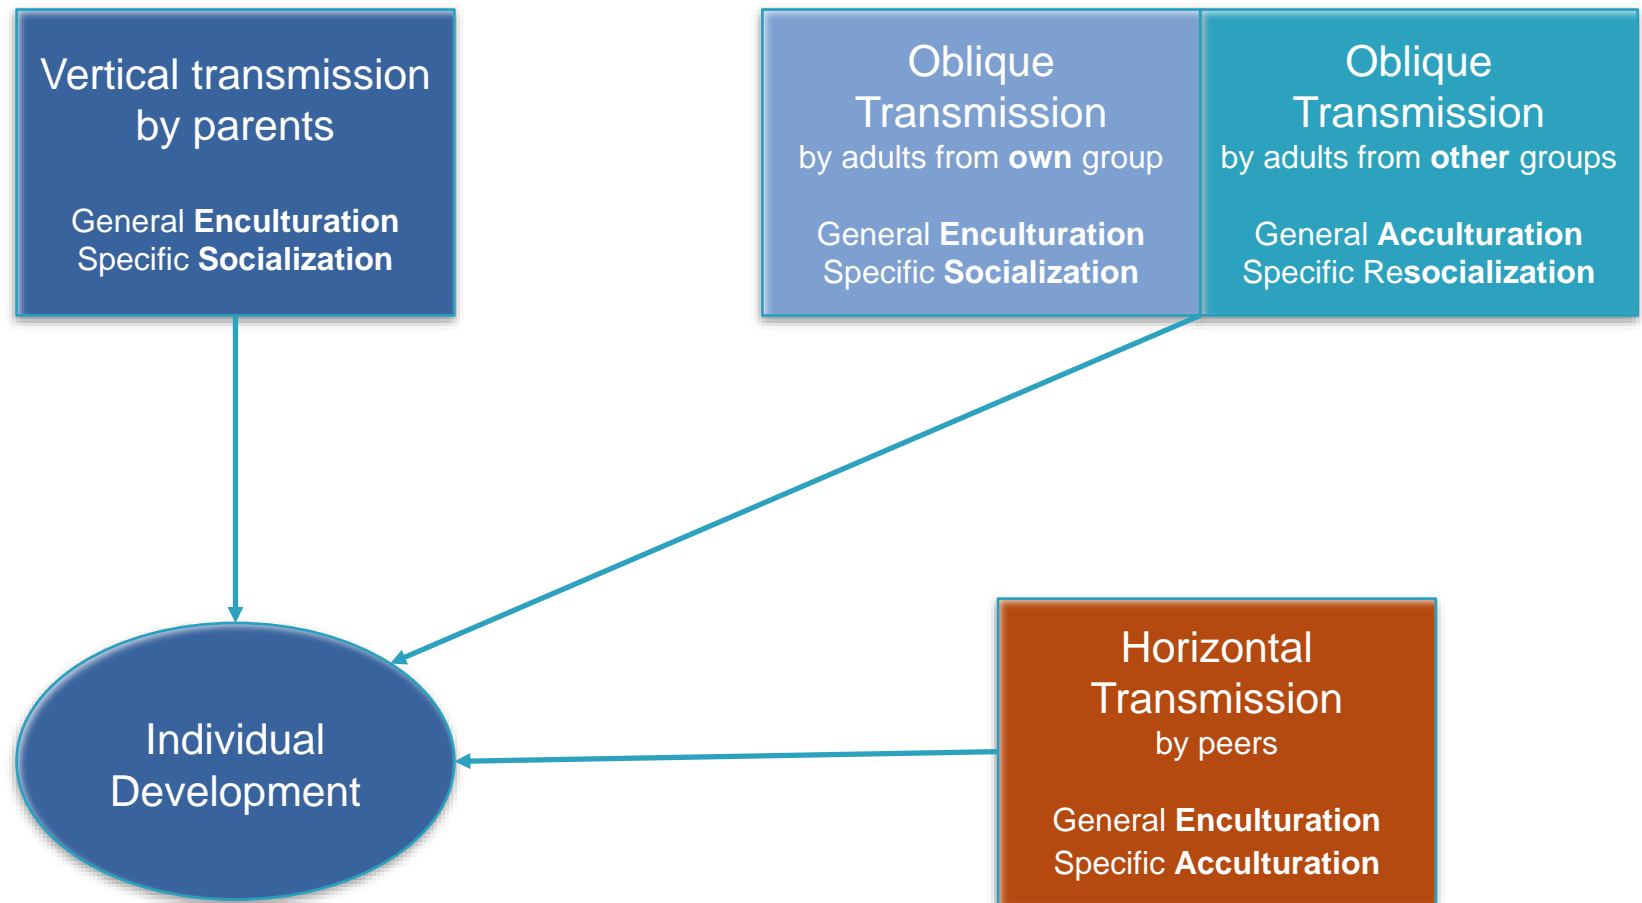 Vertical transmission
by parents
General Enculturation
Specific Socialization
Oblique
Transmission
by adults from own group
General Enculturation
Specific Socialization
Oblique
Transmission
by adults from other groups
General Acculturation
Specific Resocialization
Individual
Development
Horizontal
Transmission
by peers
General Enculturation
Specific Acculturation